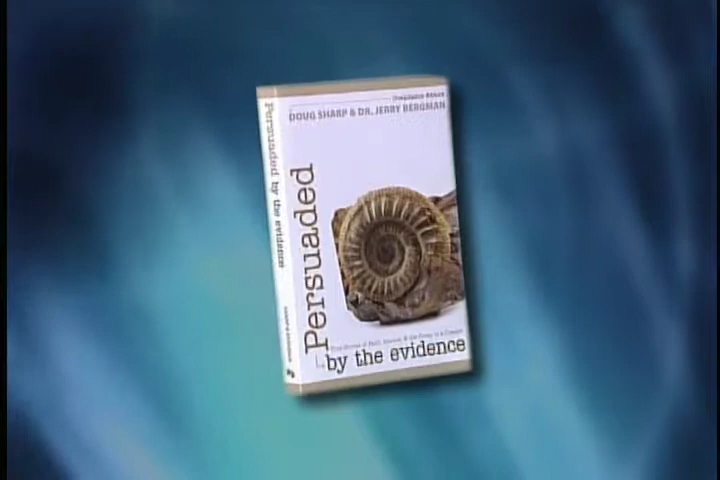 DOUG SHARP & DR. JERRY BERGMAN
Persuaded
by the evidence
Persuaded by the evidence